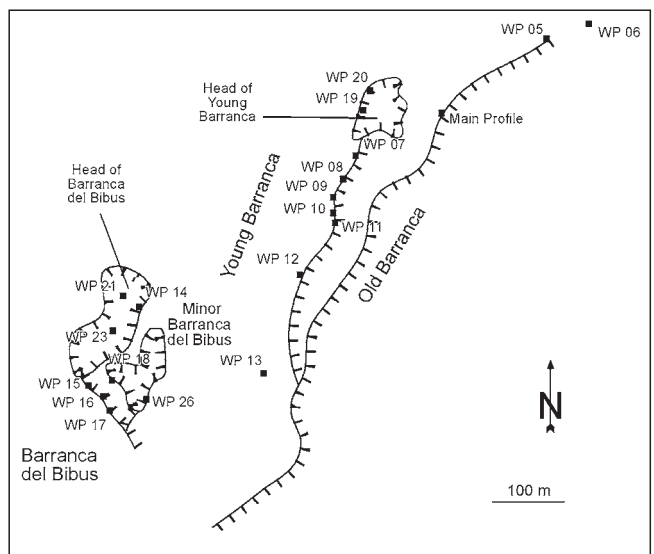 WP 05
WP 06
WP 20
Head of
Young
Barranca
WP 19
Main Profile
WP 07
WP 08
Head of
Barranca
del Bibus
WP 09
WP 10
WP 11
Young Barranca
Old Barranca
WP 12
WP 21
WP 14
Minor
Barranca
del Bibus
WP 23
WP 18
WP 13
WP 15
WP 16
WP 26
WP 17
Barranca
del Bibus
N
100 m